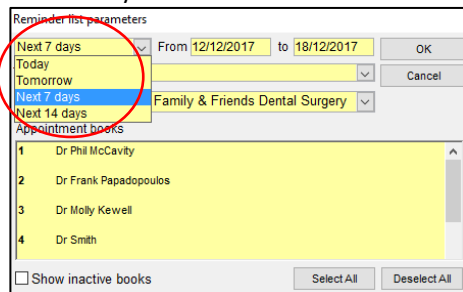 Reminder list parameters
Next 7 days From 12/12/2017 to 18/12/2017 OK
Today
Tomorrow Cancel
Next 7 days Family & Friends Dental Surgery
Next 14 days
Appointment books
1 Dr Phil McCavity
2 Dr Frank Papadopoulos
3 Dr Molly Kewell
4 Dr Smith
Show inactive books Select All Deselect All